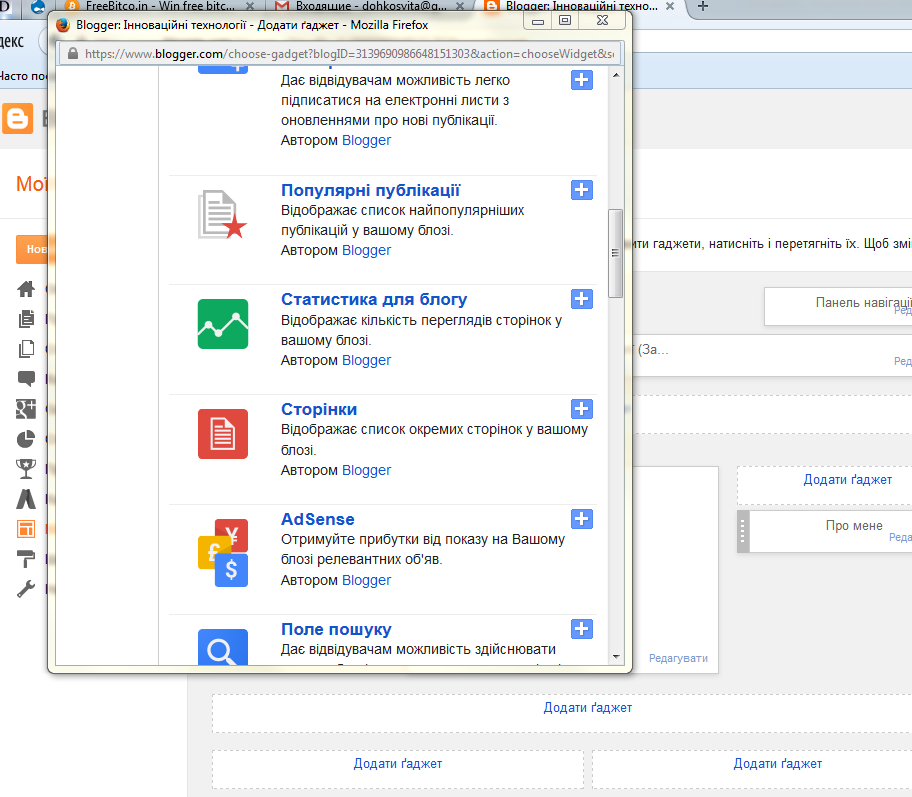 FreeBitco.in - Win free bitc...
Входящие - dohkosvita@g...
Blogger: Інноваційні техно...
Blogger: Інноваційні технології - Додати ґаджет - Mozilla Firefox
https://www.blogger.com/choose-gadget?blogID=3139690986648151303&action=chooseWidget&s
Дає відвідувачам можливість легко
підписатися на електронні листи з
оновленнями про нові публікації.
Автором Blogger
Популярні публікації
Відображає список найпопулярніших
публікацій у вашому блозі.
Автором Blogger
Статистика для блогу
Відображає кількість переглядів сторінок у
вашому блозі.
Автором Blogger
Сторінки
Відображає список окремих сторінок у вашому
блозі.
Автором Blogger
AdSense
Отримуйте прибутки від показу на Вашому
блозі релевантних об'яв.
Автором Blogger
Поле пошуку
Дає відвідувачам можливість здійснювати
декс
Часто по
Мої
Нов
ити гаджети, натисніть і перетягніть їх. Щоб змі
Панель навігації
Ред
(За...
Ред
Додати ґаджет
Про мене
Реда
Редагувати
Додати ґаджет
Додати ґаджет
Додати ґаджет